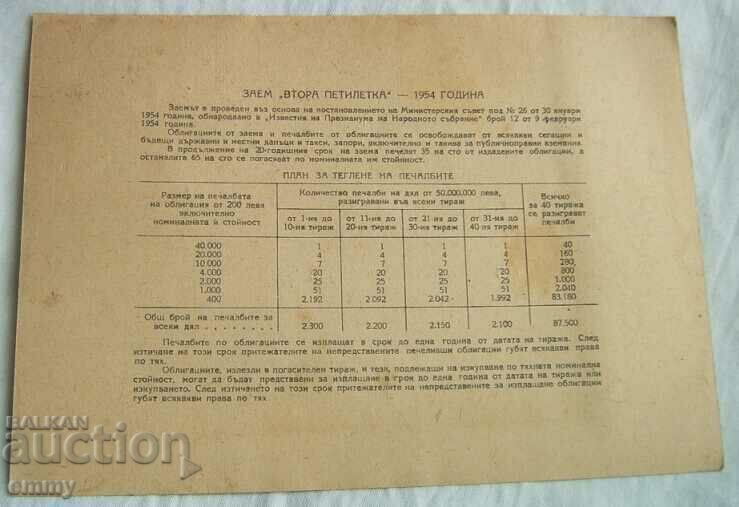 ЗАЕМ „ВТОРА ПЕТИЛЕТКА“ — 1954 ГОДИНА
Заемът е проведен въз основа на постановлението на Министерския съвет под № 26 от 30 януари
1954 година, обнародвано в „Известия на Президиума на Народното събрание“ брой 12 от 9 февруари
1954 година.
Облигациите от заема и печалбите от облигациите се освобождават от всякакви сегашни и
бъдещи държавни и местни данъци и такси, запори, включително и такива за публичноправни вземания.
В продължение на 20-годишния срок на заема печелят 35 на сто от издадените облигации, а
останалите 65 на сто се погасяват по номиналната им стойност.
ПЛАН ЗА ТЕГЛЕНЕ НА ПЕЧАЛБИТЕ
Размер на печалбата
на облигация от 200 лева
включително
номиналната ѝ стойност
Количество печалби на дял от 50.000.000 лева,
разигравани във всеки тираж
Всичко
за 40 тиража
се разиграват
печалби
от 1-ия до
10-ия тираж
от 11-ия до
20-ия тираж
от 21-ия до
30-ия тираж
от 31-ия до
40-ия тираж
40.000 1 1 1 1 40
20.000 4 4 4 4 160
10.000 7 7 7 7 280
4.000 20 20 20 20 800
2.000 25 25 25 25 1.000
1.000 51 51 51 51 2.040
400 2.192 2.092 2.042 1.992 83.180
Общ брой на печалбите за
всеки дял . . . . . . . . 2.300 2.200 2.150 2.100 87.500
Печалбите по облигациите се изплащат в срок до една година от датата на тиража. След
изтичане на този срок притежателите на непредставените печеливши облигации губят всякакви права
по тях.
Облигациите, излезли в погасителен тираж, и тези, подлежащи на изкупуване по тяхната номинална
стойност, могат да бъдат представени за изплащане в срок до една година от датата на тиража или
изкупването. След изтичането на този срок притежателите на непредставените за изплащане облигации
губят всякакви права по тях
BALKAN
auction
emmy